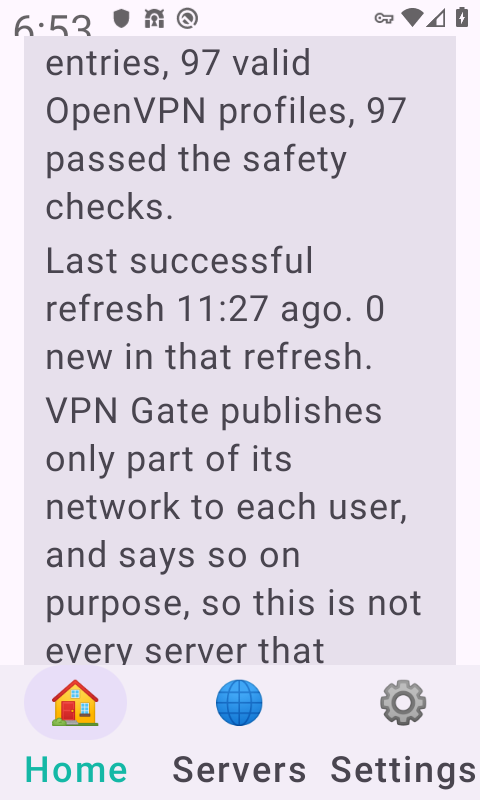 6:53
entries, 97 valid
OpenVPN profiles, 97
passed the safety
checks.
Last successful
refresh 11:27 ago. 0
new in that refresh.
VPN Gate publishes
only part of its
network to each user,
and says so on
purpose, so this is not
every server that
Home Servers Settings